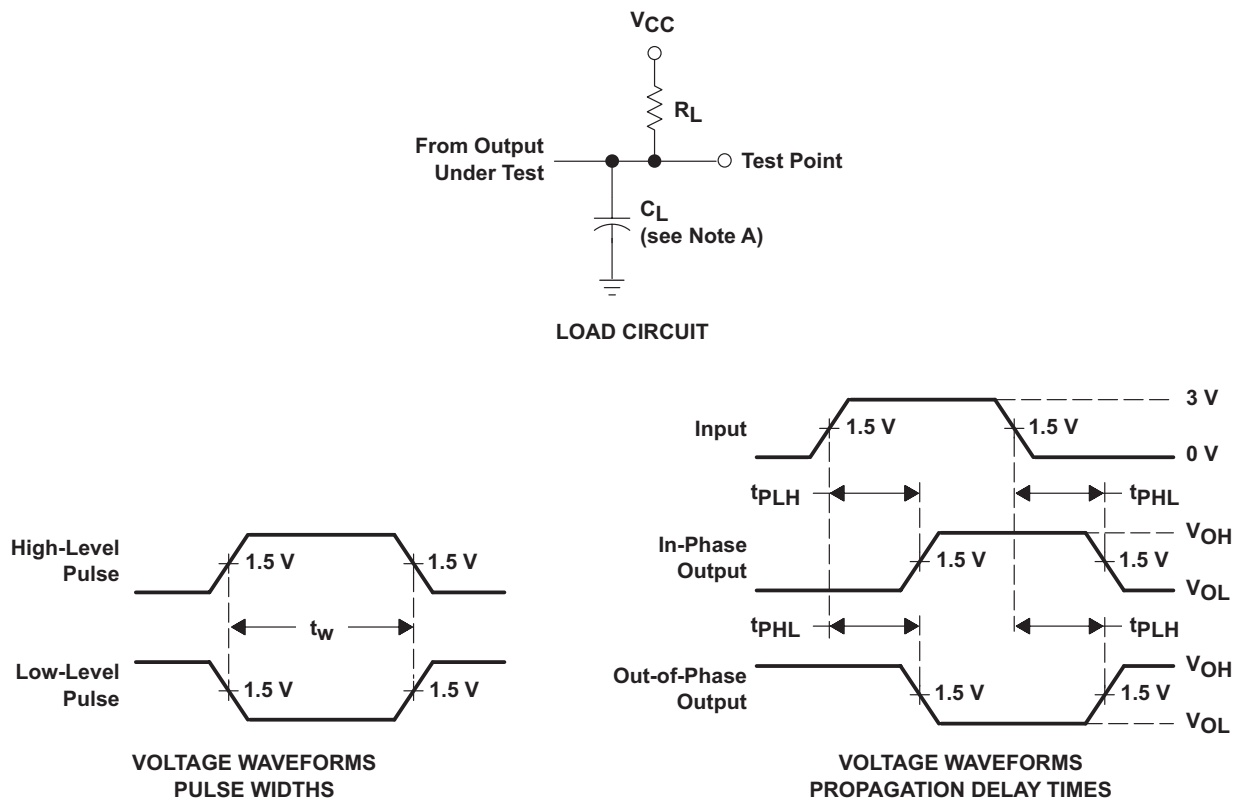 VCC
RL
From Output
Under Test
Test Point
CL
(see Note A)
LOAD CIRCUIT
High-Level
Pulse
1.5 V
1.5 V
tw
Low-Level
Pulse
1.5 V
1.5 V
VOLTAGE WAVEFORMS
PULSE WIDTHS
Input
1.5 V
1.5 V
3 V
0 V
tPLH
tPHL
In-Phase
Output
1.5 V
1.5 V
VOH
VOL
tPHL
tPLH
Out-of-Phase
Output
1.5 V
1.5 V
VOH
VOL
VOLTAGE WAVEFORMS
PROPAGATION DELAY TIMES